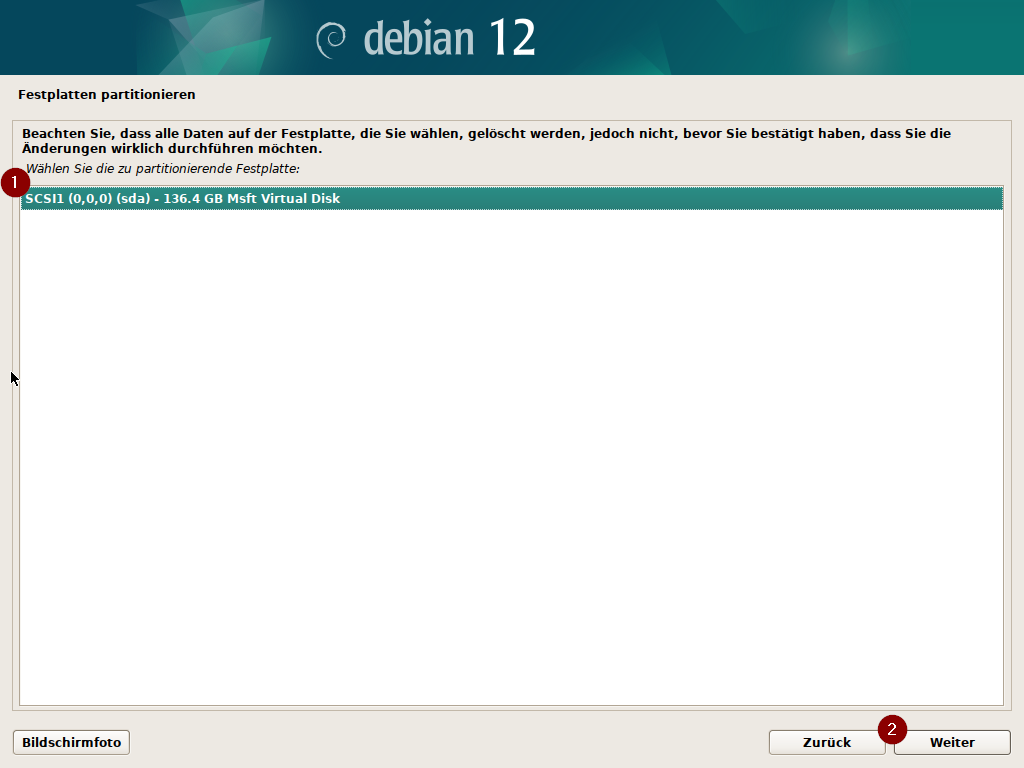 debian 12
Festplatten partitionieren
Beachten Sie, dass alle Daten auf der Festplatte, die Sie wählen, gelöscht werden, jedoch nicht, bevor Sie bestätigt haben, dass Sie die
Änderungen wirklich durchführen möchten.
Wählen Sie die zu partitionierende Festplatte:
1
SCSI1 (0,0,0) (sda) - 136.4 GB Msft Virtual Disk
2
Bildschirmfoto Zurück Weiter